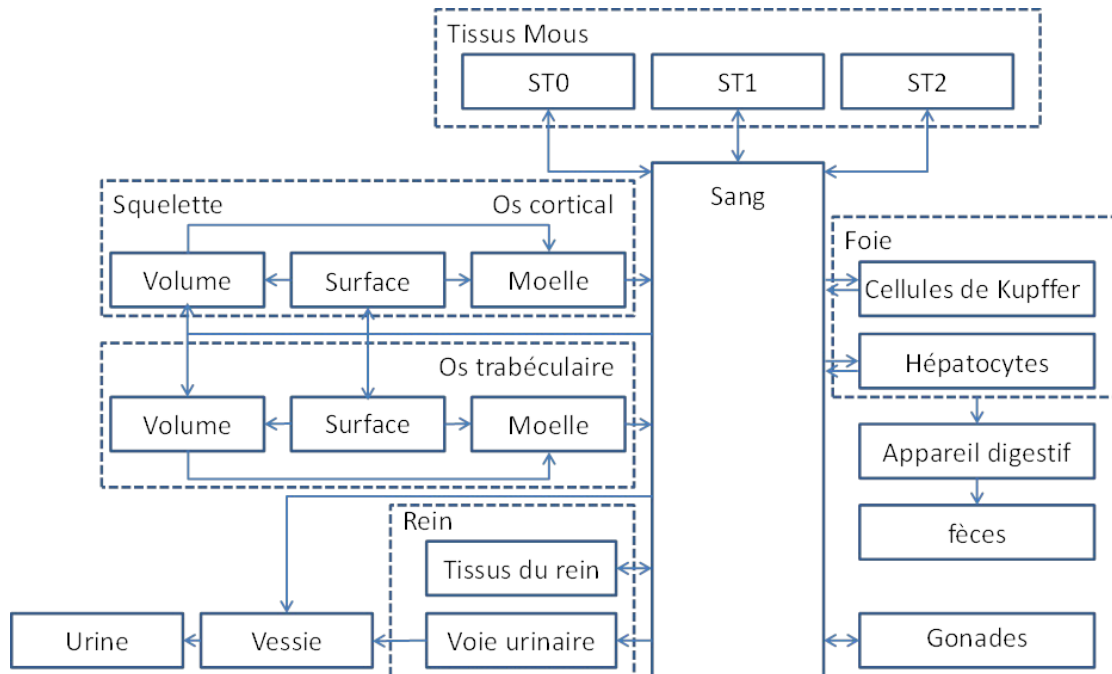 Tissus Mous
ST0
ST1
ST2
Sang
Squelette
Os cortical
Volume
Surface
Moelle
Foie
Cellules de Kupffer
Hépatocytes
Os trabéculaire
Volume
Surface
Moelle
Appareil digestif
fèces
Rein
Tissus du rein
Urine
Vessie
Voie urinaire
Gonades